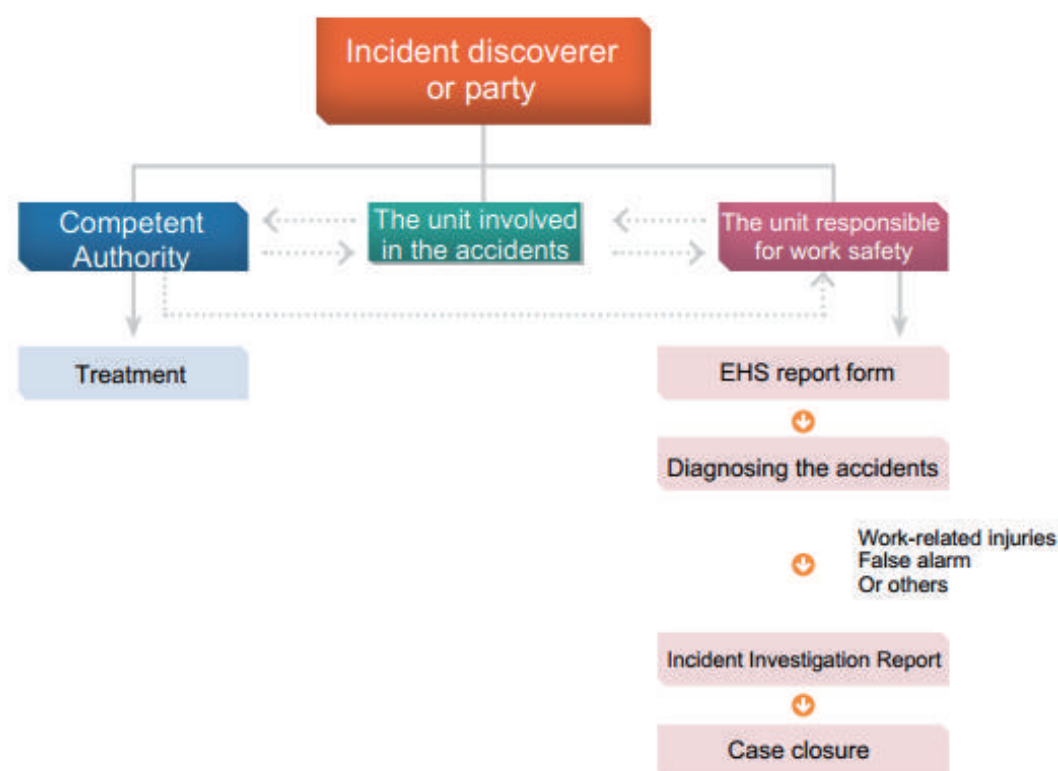 Incident discoverer
or party
Competent
Authority
The unit involved
in the accidents
The unit responsible
for work safety
Treatment
EHS report form
Diagnosing the accidents
Work-related injuries
False alarm
Or others
Incident Investigation Report
Case closure